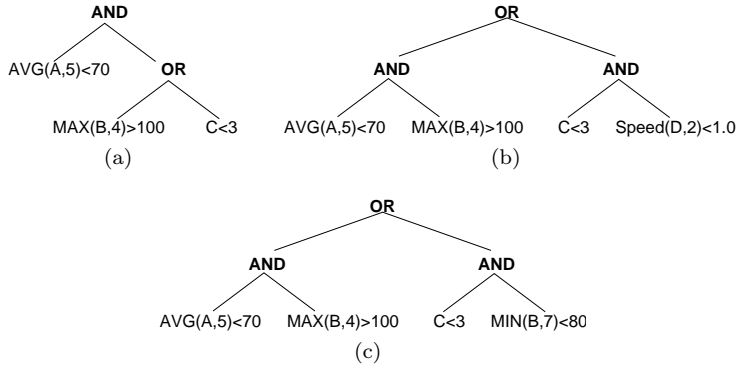 AND
AVG(A,5)<70 OR
MAX(B,4)>100 C<3
(a)
OR
AND AND
AVG(A,5)<70 MAX(B,4)>100 C<3 Speed(D,2)<1.0
(b)
OR
AND AND
AVG(A,5)<70 MAX(B,4)>100 C<3 MIN(B,7)<80
(c)